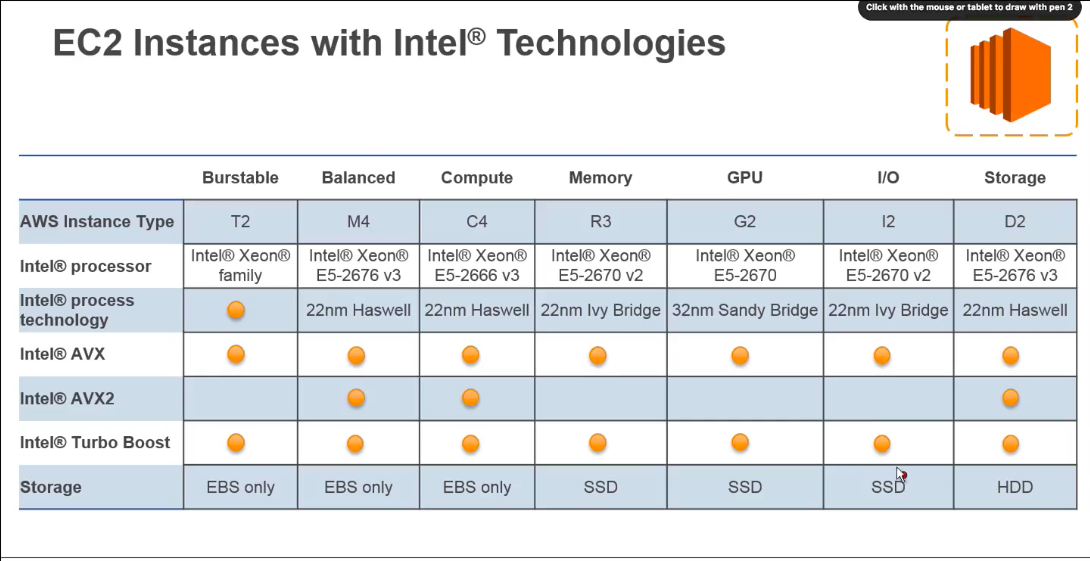 Click with the mouse or tablet to draw with pen 2
EC2 Instances with Intel® Technologies
Burstable Balanced Compute Memory GPU I/O Storage
AWS Instance Type T2 M4 C4 R3 G2 I2 D2
Intel® processor Intel® Xeon® family Intel® Xeon® E5-2676 v3 Intel® Xeon® E5-2666 v3 Intel® Xeon® E5-2670 v2 Intel® Xeon® E5-2670 Intel® Xeon® E5-2670 v2 Intel® Xeon® E5-2676 v3
Intel® process technology 22nm Haswell 22nm Haswell 22nm Ivy Bridge 32nm Sandy Bridge 22nm Ivy Bridge 22nm Haswell
Intel® AVX
Intel® AVX2
Intel® Turbo Boost
Storage EBS only EBS only EBS only SSD SSD SSD HDD